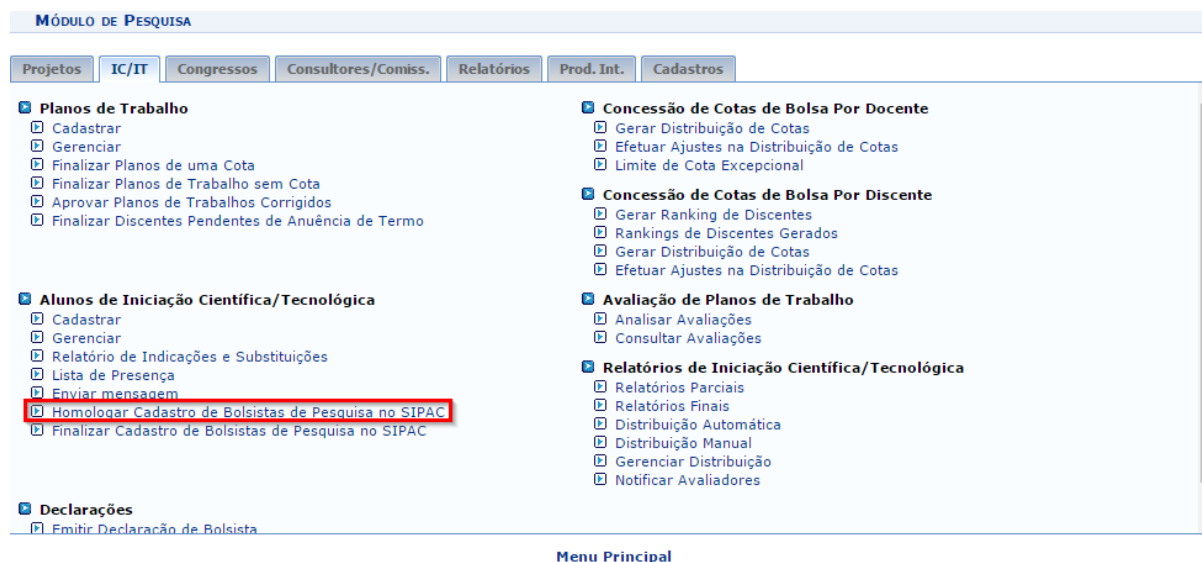 Módulo de Pesquisa
Projetos IC/IT Congressos Consultores/Comiss. Relatórios Prod. Int. Cadastros
Planos de Trabalho
Cadastrar
Gerenciar
Finalizar Planos de uma Cota
Finalizar Planos de Trabalho sem Cota
Aprovar Planos de Trabalhos Corrigidos
Finalizar Discentes Pendentes de Anuência de Termo
Concessão de Cotas de Bolsa Por Docente
Gerar Distribuição de Cotas
Efetuar Ajustes na Distribuição de Cotas
Limite de Cota Excepcional
Concessão de Cotas de Bolsa Por Discente
Gerar Ranking de Discentes
Rankings de Discentes Gerados
Gerar Distribuição de Cotas
Efetuar Ajustes na Distribuição de Cotas
Alunos de Iniciação Científica/Tecnológica
Cadastrar
Gerenciar
Relatório de Indicações e Substituições
Lista de Presença
Enviar mensagem
Homologar Cadastro de Bolsistas de Pesquisa no SIPAC
Finalizar Cadastro de Bolsistas de Pesquisa no SIPAC
Avaliação de Planos de Trabalho
Analisar Avaliações
Consultar Avaliações
Relatórios de Iniciação Científica/Tecnológica
Relatórios Parciais
Relatórios Finais
Distribuição Automática
Distribuição Manual
Gerenciar Distribuição
Notificar Avaliadores
Declarações
Emitir Declaração de Bolsista
Menu Principal